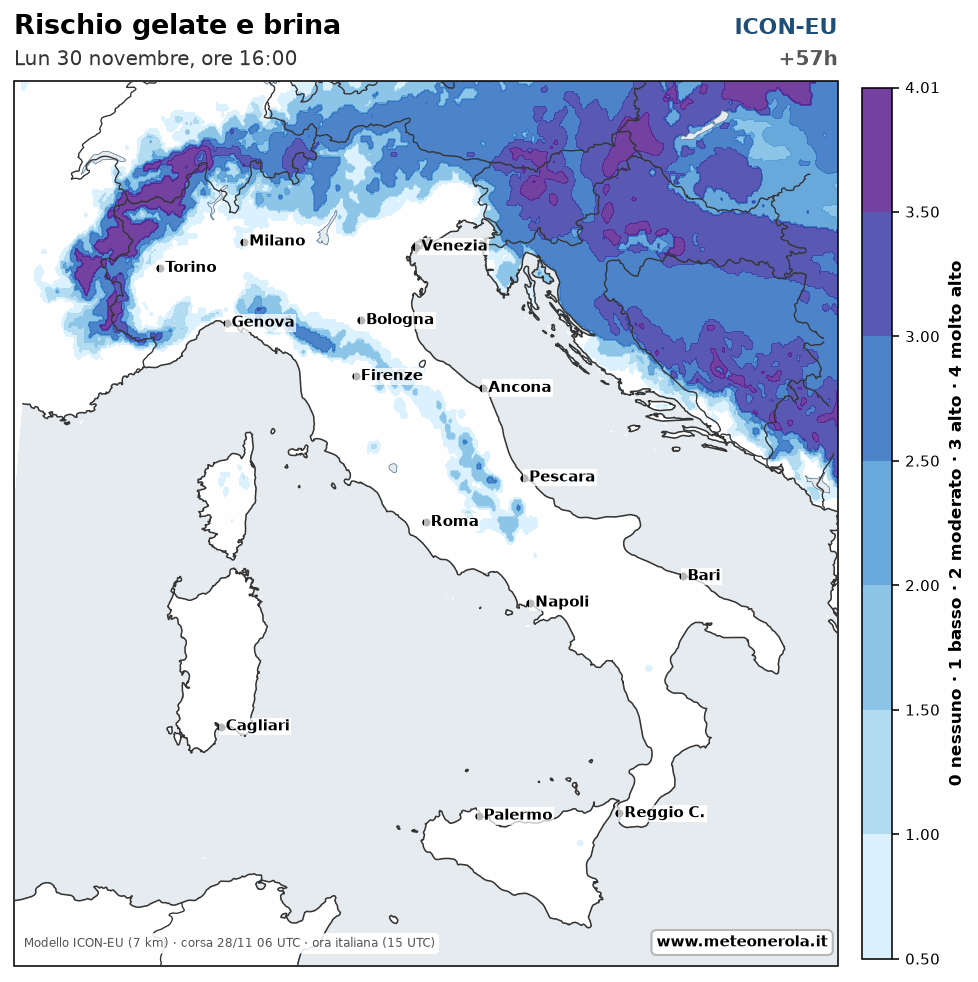 Rischio gelate e brina
ICON-EU
Lun 30 novembre, ore 16:00
+57h
4.01
3.50
3.00
2.50
2.00
1.50
1.00
0.50
0 nessuno · 1 basso · 2 moderato · 3 alto · 4 molto alto
Milano
Venezia
Torino
Genova
Bologna
Firenze
Ancona
Pescara
Roma
Bari
Napoli
Cagliari
Palermo
Reggio C.
Modello ICON-EU (7 km) · corsa 28/11 06 UTC · ora italiana (15 UTC)
www.meteonerola.it